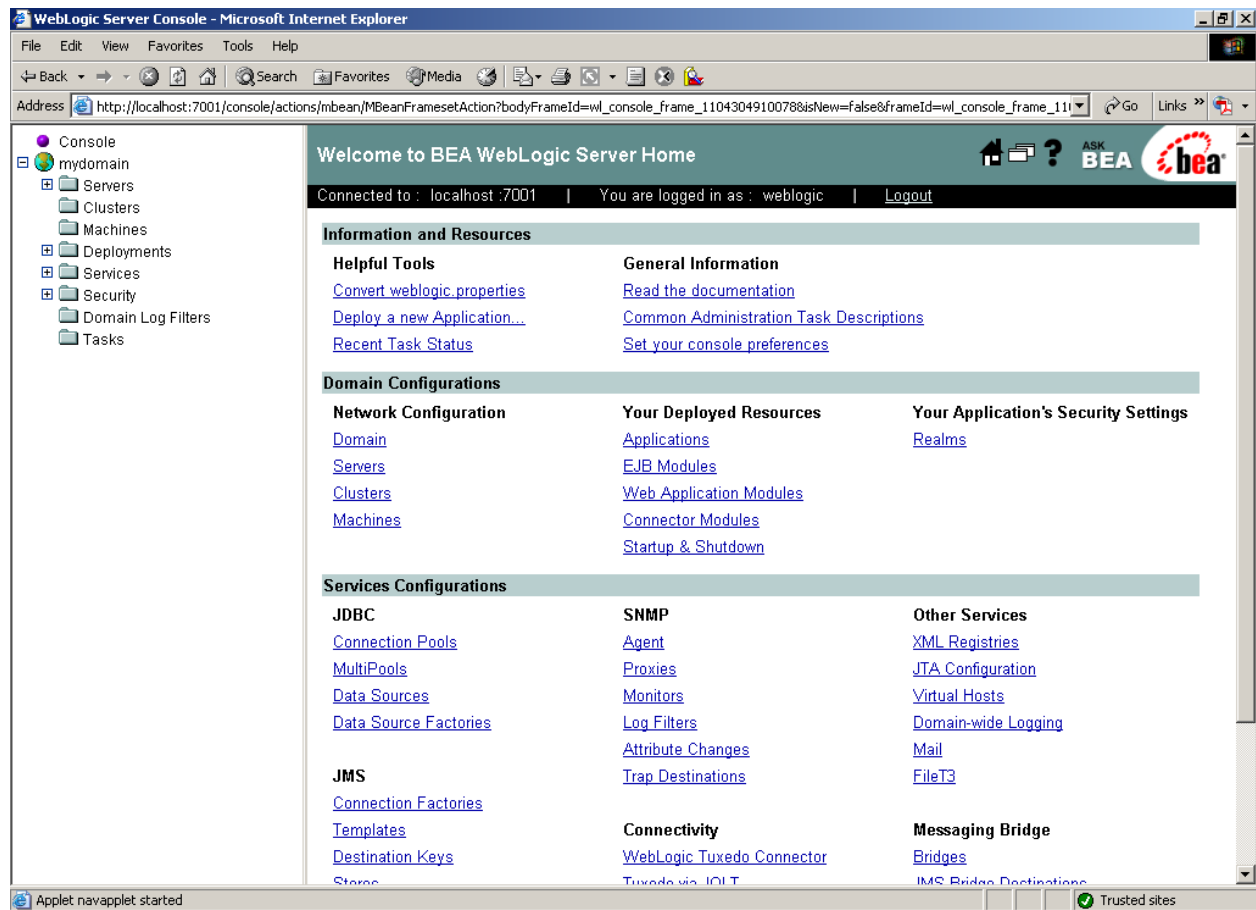 WebLogic Server Console - Microsoft Internet Explorer
File Edit View Favorites Tools Help
Back Search Favorites Media
Address http://localhost:7001/console/actions/mbean/MBeanFramesetAction?bodyFrameId=wl_console_frame_1104304910078&isNew=false&frameId=wl_console_frame_11 Go Links »
Console
mydomain
Servers
Clusters
Machines
Deployments
Services
Security
Domain Log Filters
Tasks
Welcome to BEA WebLogic Server Home
? ASK BEA bea
Connected to : localhost :7001 | You are logged in as : weblogic | Logout
Information and Resources
Helpful Tools General Information
Convert weblogic.properties Read the documentation
Deploy a new Application... Common Administration Task Descriptions
Recent Task Status Set your console preferences
Domain Configurations
Network Configuration Your Deployed Resources Your Application's Security Settings
Domain Applications Realms
Servers EJB Modules
Clusters Web Application Modules
Machines Connector Modules
Startup & Shutdown
Services Configurations
JDBC SNMP Other Services
Connection Pools Agent XML Registries
MultiPools Proxies JTA Configuration
Data Sources Monitors Virtual Hosts
Data Source Factories Log Filters Domain-wide Logging
Attribute Changes Mail
JMS Trap Destinations FileT3
Connection Factories
Templates Connectivity Messaging Bridge
Destination Keys WebLogic Tuxedo Connector Bridges
Stores Tuxedo via JOLT JMS Bridge Destinations
Applet navapplet started Trusted sites